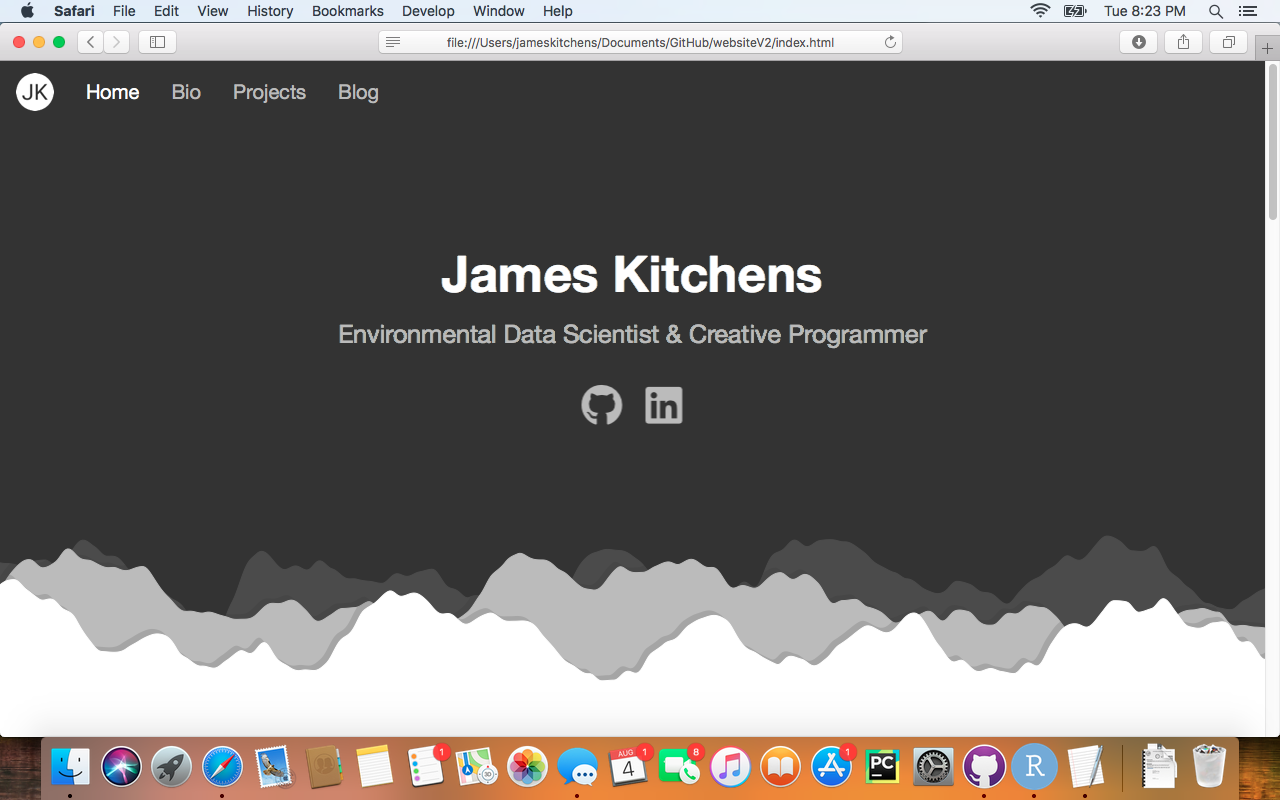 Safari File Edit View History Bookmarks Develop Window Help Tue 8:23 PM
file:///Users/jameskitchens/Documents/GitHub/websiteV2/index.html
JK Home Bio Projects Blog
James Kitchens
Environmental Data Scientist & Creative Programmer
in
1
30
AUG 1
4
8
1
PC
R